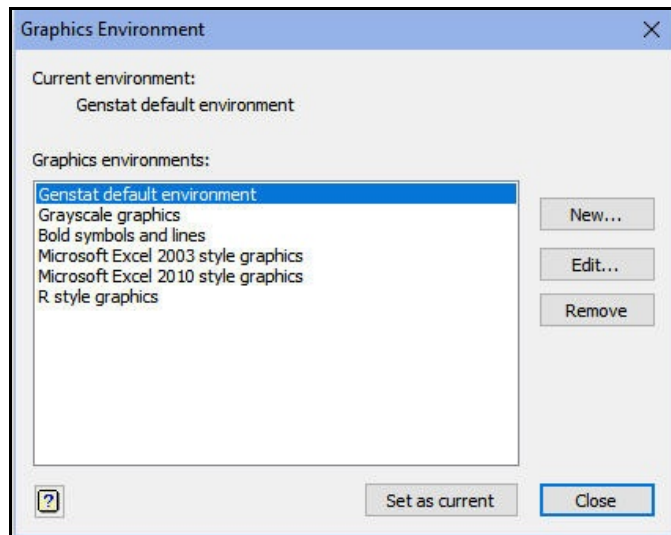 Graphics Environment
Current environment:
Genstat default environment
Graphics environments:
Genstat default environment
Grayscale graphics
Bold symbols and lines
Microsoft Excel 2003 style graphics
Microsoft Excel 2010 style graphics
R style graphics
New...
Edit...
Remove
?
Set as current
Close